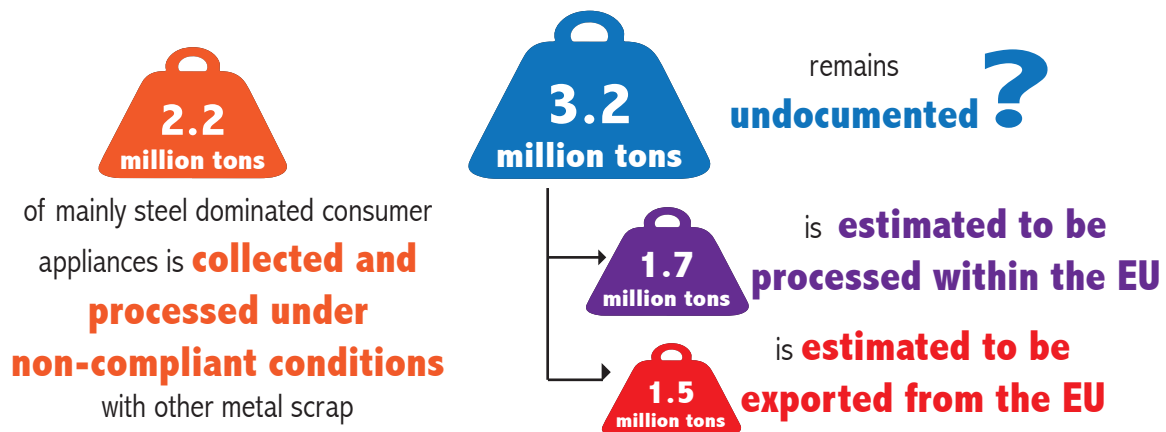 2.2
million tons
of mainly steel dominated consumer
appliances is collected and
processed under
non-compliant conditions
with other metal scrap
3.2
million tons
remains
undocumented ?
1.7
million tons
is estimated to be
processed within the EU
1.5
million tons
is estimated to be
exported from the EU